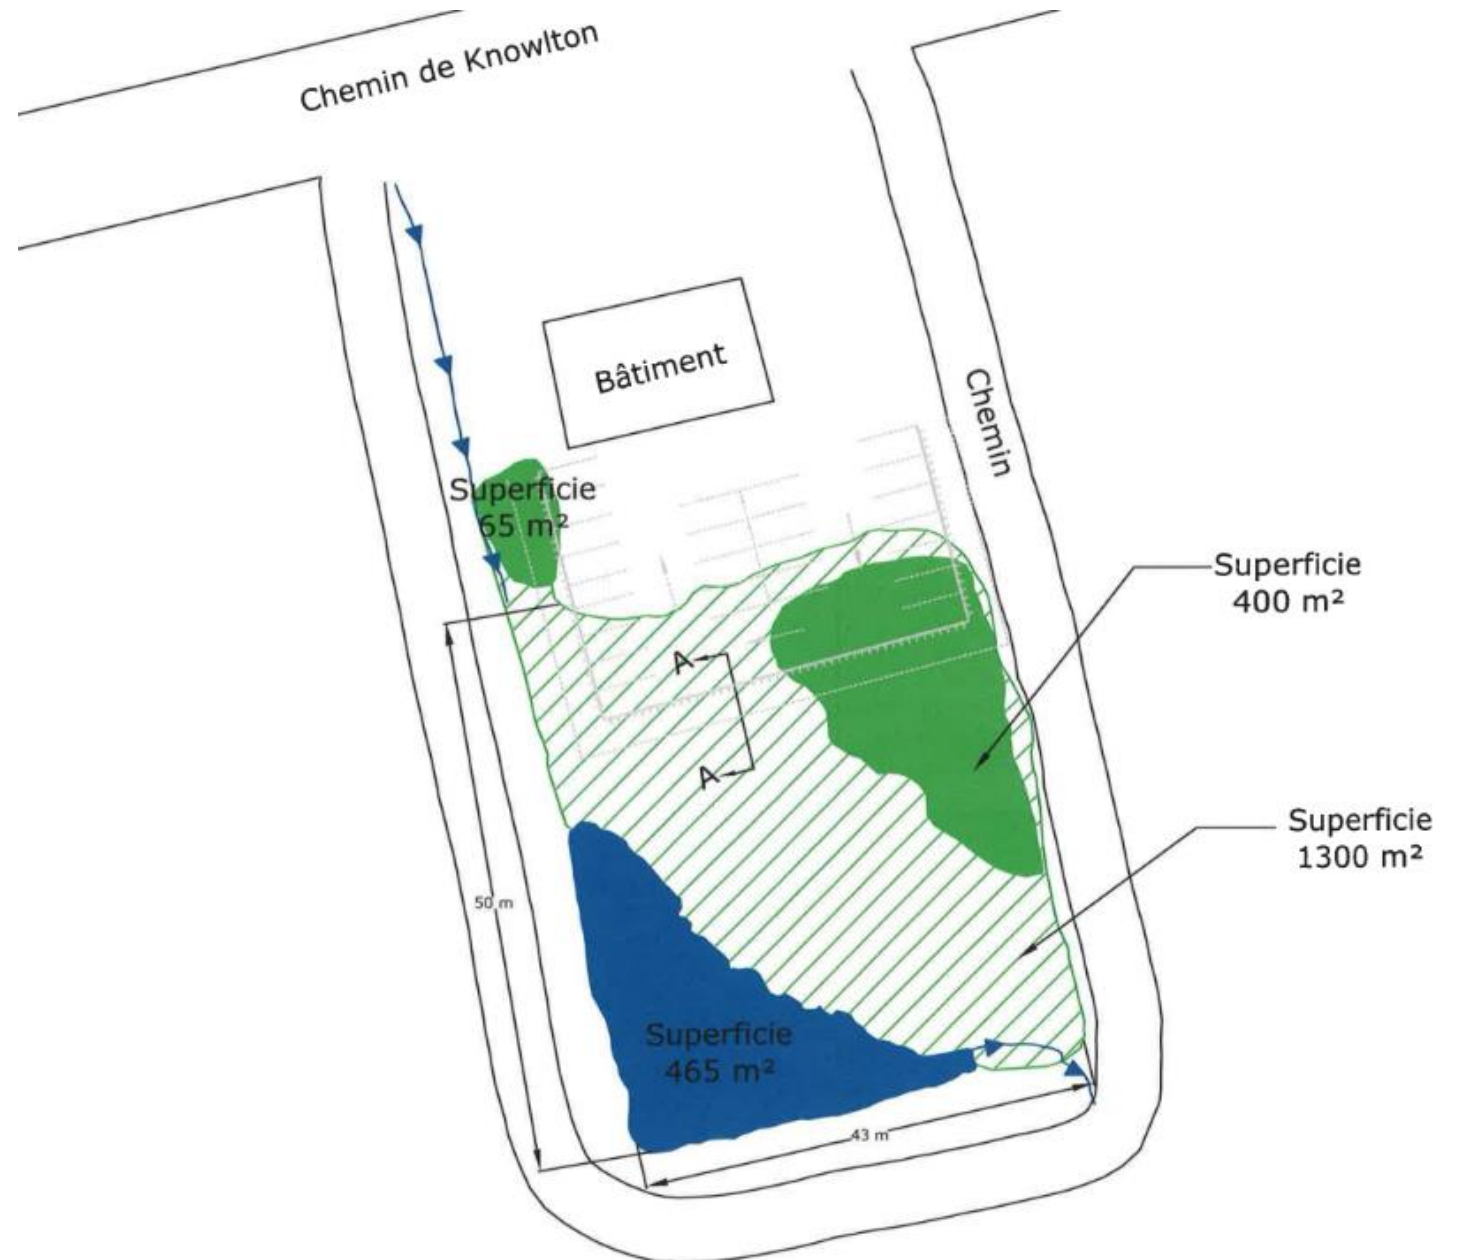 Chemin de Knowlton
Bâtiment
Chemin
Superficie
65 m²
Superficie
400 m²
A
A
Superficie
1300 m²
50 m
Superficie
465 m²
43 m